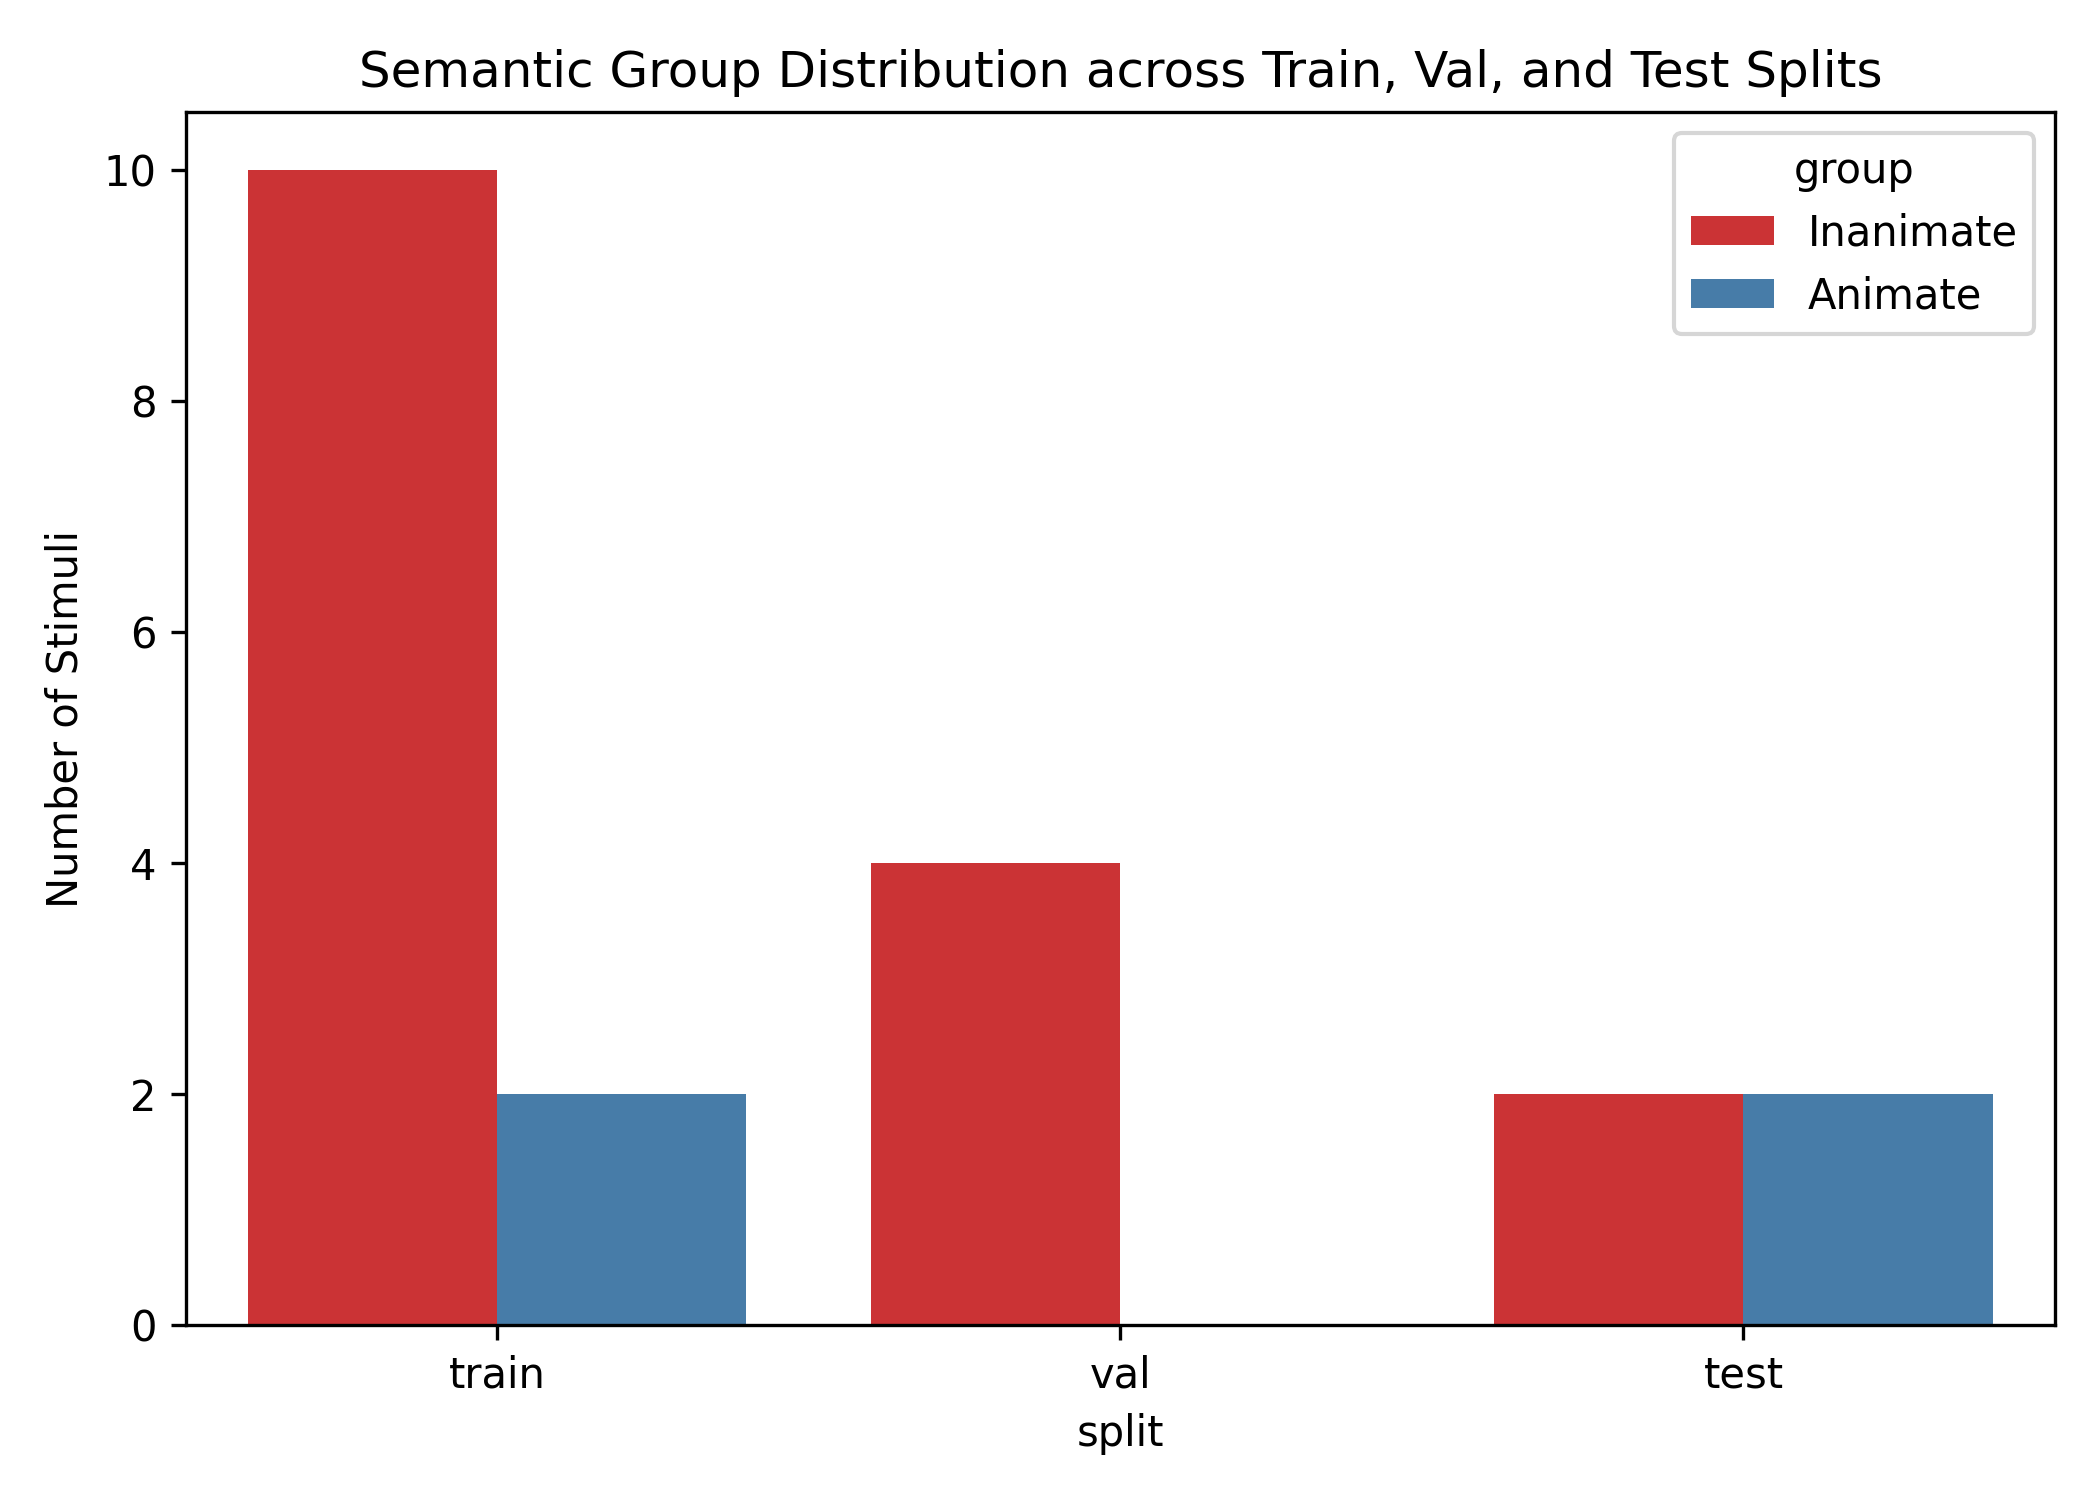 Semantic Group Distribution across Train, Val, and Test Splits
group
Inanimate
Animate
Number of Stimuli
10
8
6
4
2
0
train
val
test
split